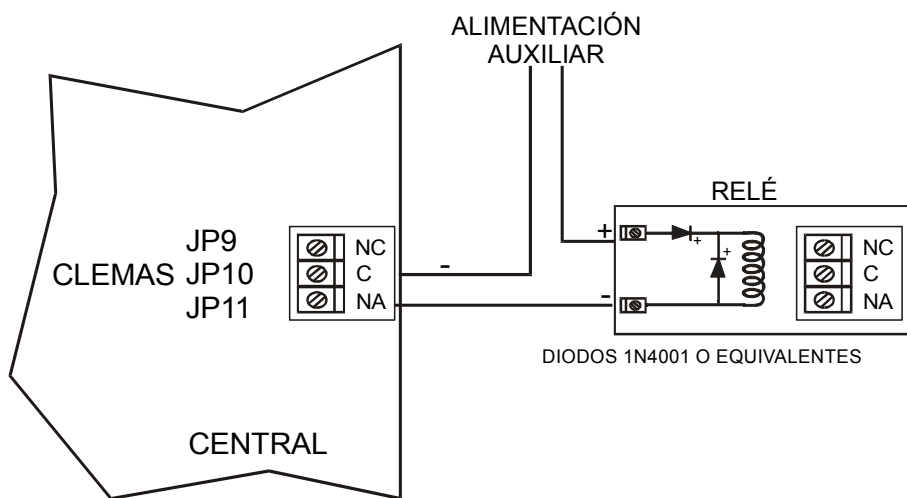 ALIMENTACIÓN
AUXILIAR
RELÉ
JP9
CLEMAS JP10
JP11
NC
C
NA
-
+
-
+
+
NC
C
NA
DIODOS 1N4001 O EQUIVALENTES
CENTRAL